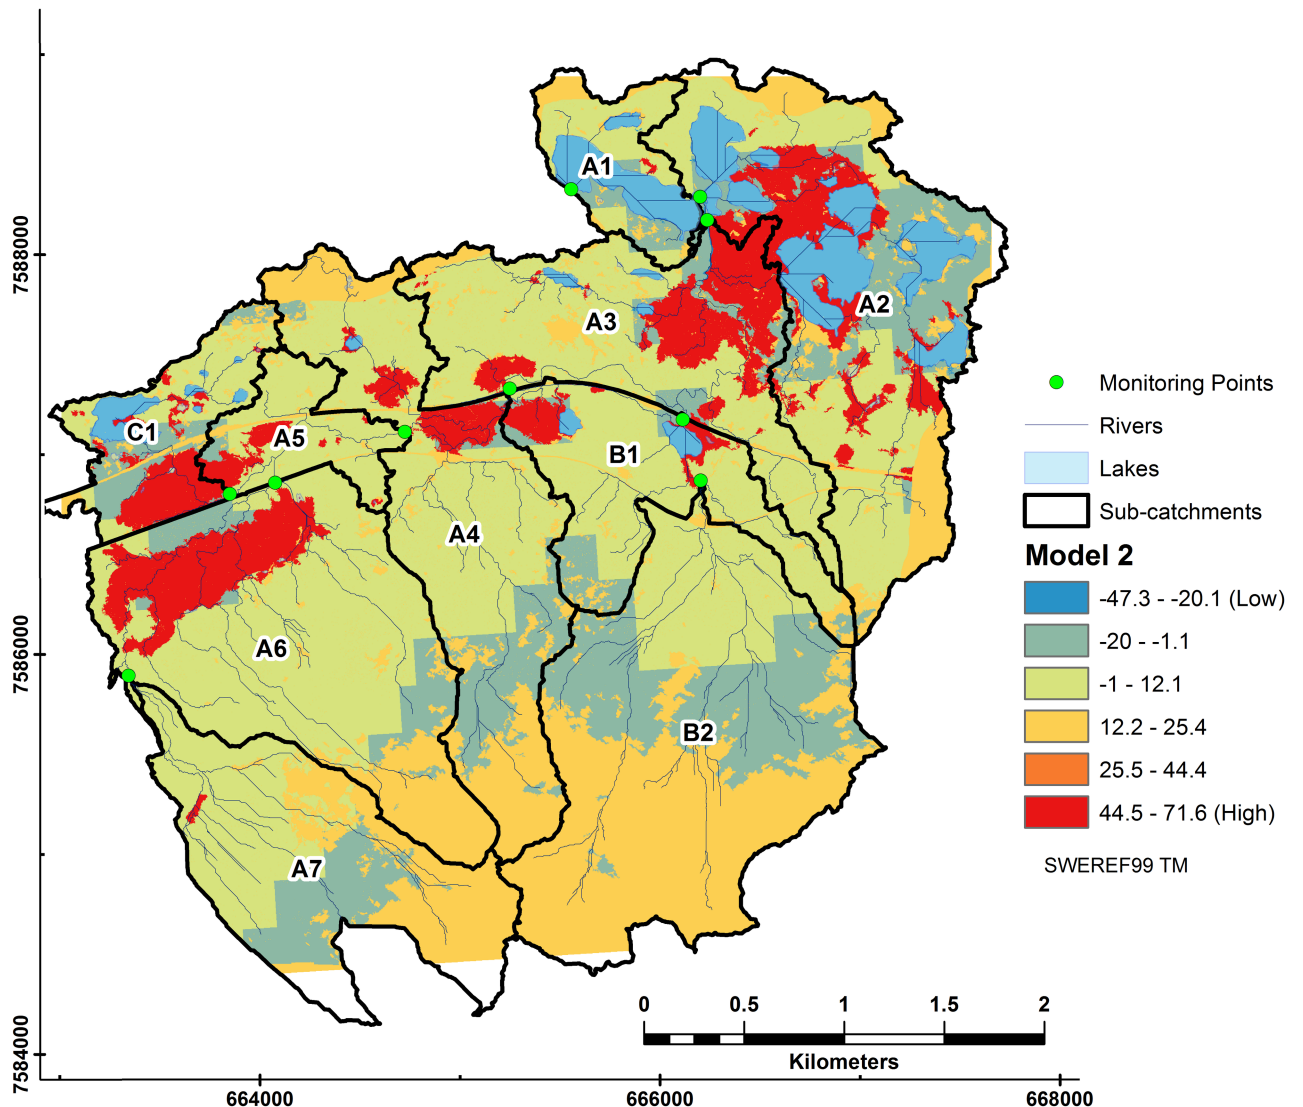 7588000
7586000
7584000
664000
666000
668000
A1
A2
A3
C1
A5
B1
A4
A6
B2
A7
Monitoring Points
Rivers
Lakes
Sub-catchments
Model 2
-47.3 - -20.1 (Low)
-20 - -1.1
-1 - 12.1
12.2 - 25.4
25.5 - 44.4
44.5 - 71.6 (High)
SWEREF99 TM
0 0.5 1 1.5 2
Kilometers